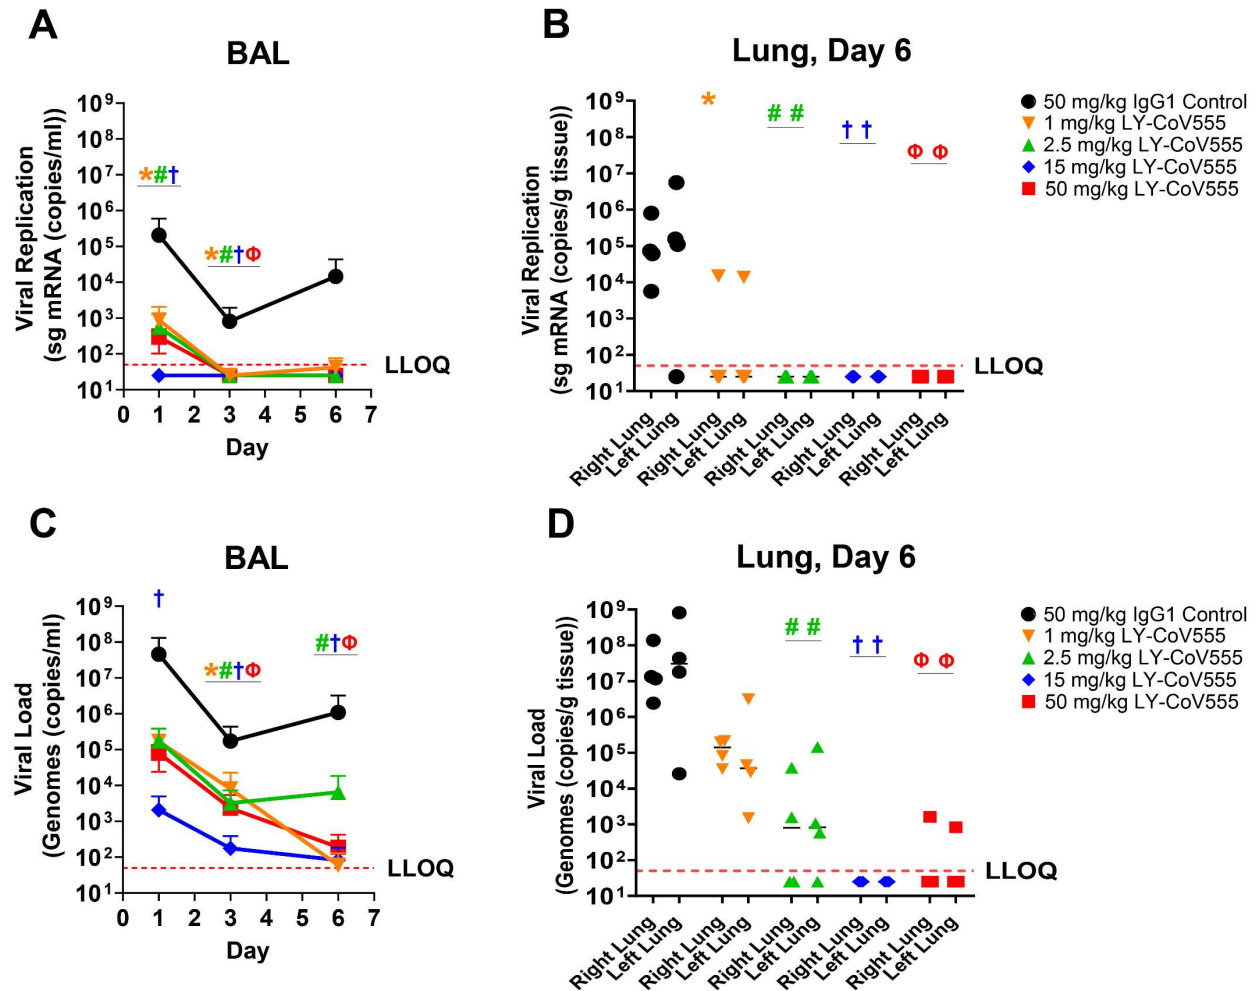 A
BAL
Viral Replication
(sg mRNA (copies/ml))
10⁹
10⁸
10⁷
10⁶
10⁵
10⁴
10³
10²
10¹
*#†
*#†Φ
LLOQ
0 1 2 3 4 5 6 7
Day
B
Lung, Day 6
Viral Replication
(sg mRNA (copies/g tissue))
10⁹
10⁸
10⁷
10⁶
10⁵
10⁴
10³
10²
10¹
*
# #
† †
Φ Φ
LLOQ
Right Lung
Left Lung
Right Lung
Left Lung
Right Lung
Left Lung
Right Lung
Left Lung
Right Lung
Left Lung
50 mg/kg IgG1 Control
1 mg/kg LY-CoV555
2.5 mg/kg LY-CoV555
15 mg/kg LY-CoV555
50 mg/kg LY-CoV555
C
BAL
Viral Load
(Genomes (copies/ml)
10⁹
10⁸
10⁷
10⁶
10⁵
10⁴
10³
10²
10¹
†
*#†Φ
#†Φ
LLOQ
0 1 2 3 4 5 6 7
Day
D
Lung, Day 6
Viral Load
(Genomes (copies/g tissue))
10⁹
10⁸
10⁷
10⁶
10⁵
10⁴
10³
10²
10¹
# #
† †
Φ Φ
LLOQ
Right Lung
Left Lung
Right Lung
Left Lung
Right Lung
Left Lung
Right Lung
Left Lung
Right Lung
Left Lung
50 mg/kg IgG1 Control
1 mg/kg LY-CoV555
2.5 mg/kg LY-CoV555
15 mg/kg LY-CoV555
50 mg/kg LY-CoV555